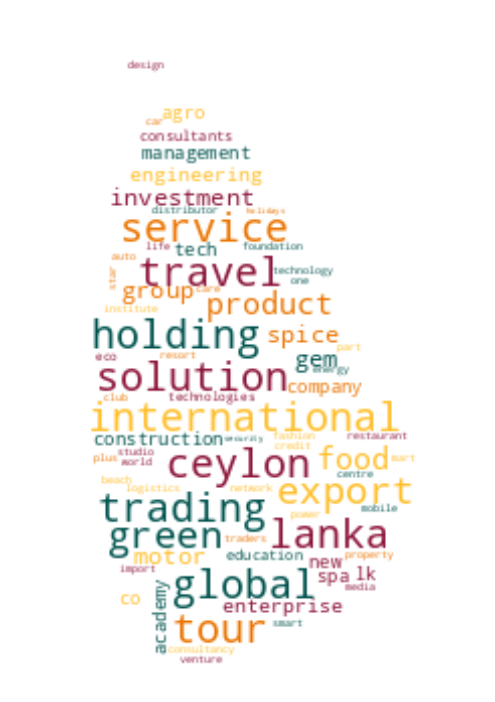 design
agro
car
consultants
management
engineering
investment
distributor holidays
service
life tech foundation
auto
travel technology
star one
group care
product
institute
holding spice
part
eco resort gem
energy
solution company
club technologies
international
construction security fashion restaurant
credit
plus studio
world ceylon food mart
centre
beach
logistics network export
trading power mobile
green traders lanka
motor education property
import new
spa lk
global media
co academy enterprise
tour smart
consultancy
venture